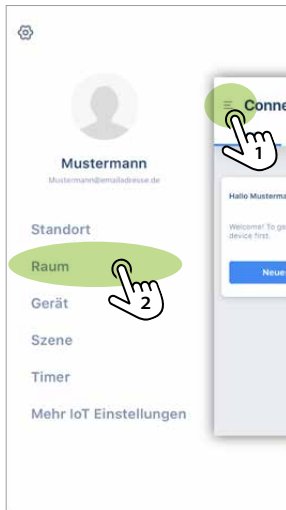 Mustermann
Mustermann@emailadresse.de
Standort
Raum
Gerät
Szene
Timer
Mehr IoT Einstellungen
2
Conne
1
Hallo Musterma
Welcome! To ge
device first.
Neue